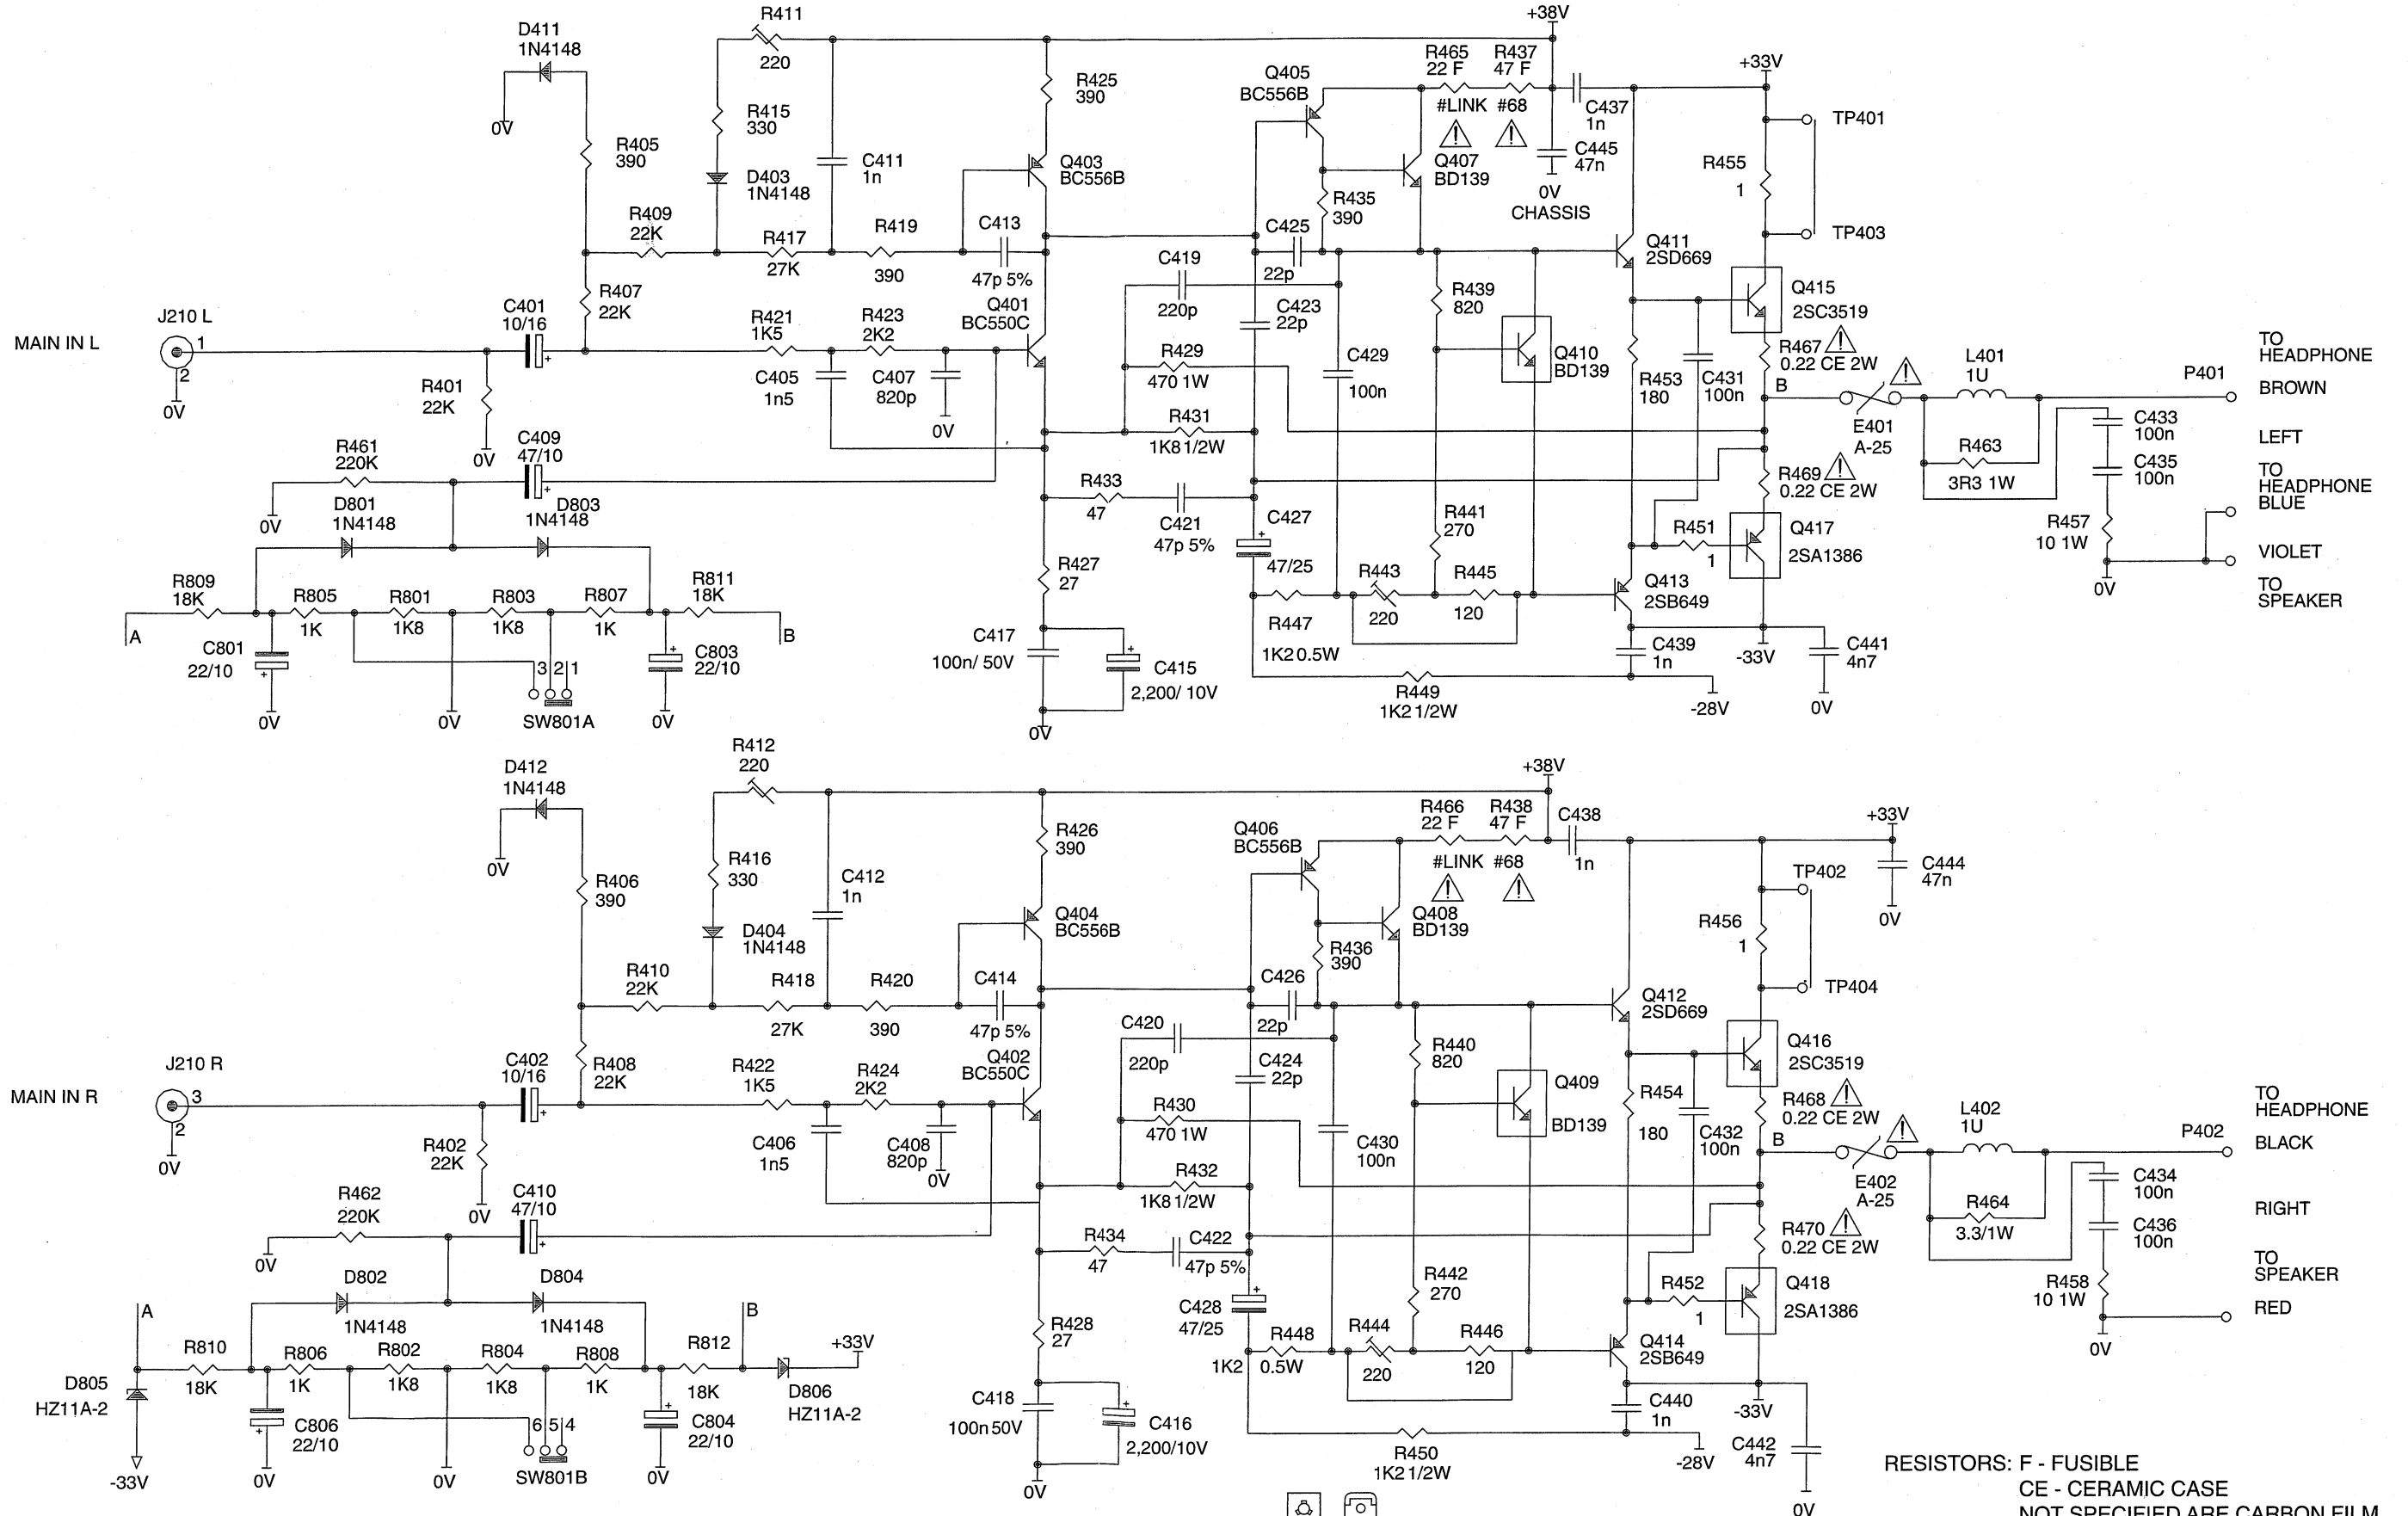 R411
220
+38V
D411
1N4148
0V
R405
390
R415
330
D403
1N4148
C411
1n
R425
390
Q403
BC556B
Q405
BC556B
R465
22 F
R437
47 F
#LINK
#68
C437
1n
C445
47n
0V
CHASSIS
+33V
TP401
R455
1
TP403
Q407
BD139
R435
390
R409
22K
R417
27K
R419
390
C413
47p 5%
C425
22p
Q411
2SD669
Q415
2SC3519
C419
220p
C423
22p
R439
820
Q410
BD139
R407
22K
C401
10/16
J210 L
1
2
0V
MAIN IN L
R401
22K
0V
R421
1K5
R423
2K2
Q401
BC550C
C405
1n5
C407
820p
0V
R429
470 1W
R431
1K8 1/2W
C429
100n
R453
180
C431
100n
R467
0.22 CE 2W
B
E401
A-25
L401
1U
R463
3R3 1W
P401
TO
HEADPHONE
BROWN
C433
100n
C435
100n
LEFT
TO
HEADPHONE
BLUE
R457
10 1W
0V
VIOLET
TO
SPEAKER
R461
220K
0V
C409
47/10
D801
1N4148
D803
1N4148
R433
47
C421
47p 5%
C427
47/25
R441
270
R469
0.22 CE 2W
R451
1
Q417
2SA1386
R427
27
R443
220
R445
120
Q413
2SB649
R447
1K2 0.5W
R809
18K
R805
1K
R801
1K8
R803
1K8
R807
1K
R811
18K
A
B
C801
22/10
0V
0V
3 2 1
SW801A
C803
22/10
0V
C417
100n/ 50V
C415
2,200/ 10V
0V
R449
1K2 1/2W
C439
1n
-33V
-28V
C441
4n7
0V
R412
220
+38V
D412
1N4148
0V
R406
390
R416
330
D404
1N4148
C412
1n
R426
390
Q404
BC556B
Q406
BC556B
R466
22 F
R438
47 F
#LINK
#68
C438
1n
+33V
C444
47n
0V
TP402
R456
1
TP404
Q408
BD139
R436
390
R410
22K
R418
27K
R420
390
C414
47p 5%
C426
22p
Q412
2SD669
Q416
2SC3519
C420
220p
C424
22p
R440
820
Q409
BD139
R408
22K
C402
10/16
J210 R
3
2
0V
MAIN IN R
R402
22K
0V
R422
1K5
R424
2K2
Q402
BC550C
C406
1n5
C408
820p
0V
R430
470 1W
R432
1K8 1/2W
C430
100n
R454
180
C432
100n
R468
0.22 CE 2W
B
E402
A-25
L402
1U
R464
3.3/1W
P402
TO
HEADPHONE
BLACK
C434
100n
C436
100n
RIGHT
TO
SPEAKER
R458
10 1W
0V
RED
R462
220K
0V
C410
47/10
D802
1N4148
D804
1N4148
R434
47
C422
47p 5%
C428
47/25
R442
270
R470
0.22 CE 2W
R452
1
Q418
2SA1386
R428
27
R448
1K2
0.5W
R444
220
R446
120
Q414
2SB649
A
R810
18K
R806
1K
R802
1K8
R804
1K8
R808
1K
R812
18K
B
+33V
D806
HZ11A-2
D805
HZ11A-2
-33V
C806
22/10
0V
0V
6 5 4
SW801B
C804
22/10
0V
C418
100n 50V
C416
2,200/10V
0V
R450
1K2 1/2W
C440
1n
-33V
-28V
C442
4n7
0V
RESISTORS: F - FUSIBLE
CE - CERAMIC CASE
NOT SPECIFIED ARE CARBON FILM